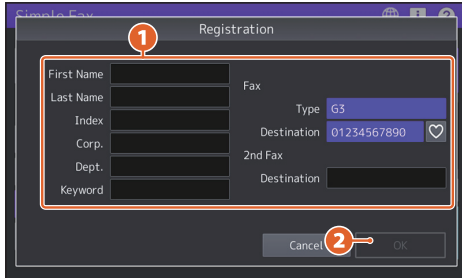 Simple Fax
Registration
1
First Name
Last Name
Index
Corp.
Dept.
Keyword
Fax
Type G3
Destination 01234567890
2nd Fax
Destination
Cancel
2
OK